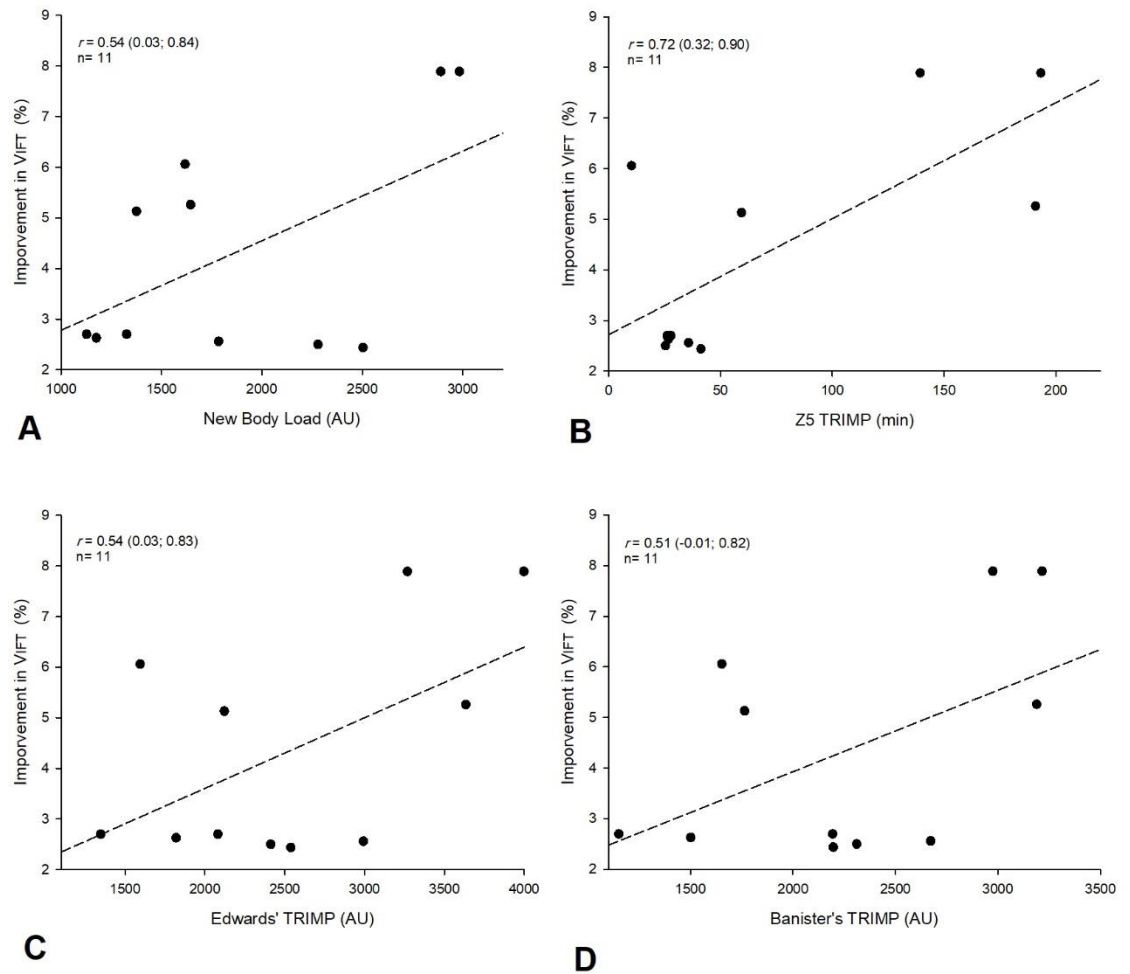 9
8
7
6
5
4
3
2
Imporvement in VIFT (%)
r = 0.54 (0.03; 0.84)
n= 11
1000 1500 2000 2500 3000
New Body Load (AU)
A
9
8
7
6
5
4
3
2
Imporvement in VIFT (%)
r = 0.72 (0.32; 0.90)
n= 11
0 50 100 150 200
Z5 TRIMP (min)
B
9
8
7
6
5
4
3
2
Imporvement in VIFT (%)
r = 0.54 (0.03; 0.83)
n= 11
1500 2000 2500 3000 3500 4000
Edwards' TRIMP (AU)
C
9
8
7
6
5
4
3
2
Imporvement in VIFT (%)
r = 0.51 (-0.01; 0.82)
n= 11
1500 2000 2500 3000 3500
Banister's TRIMP (AU)
D